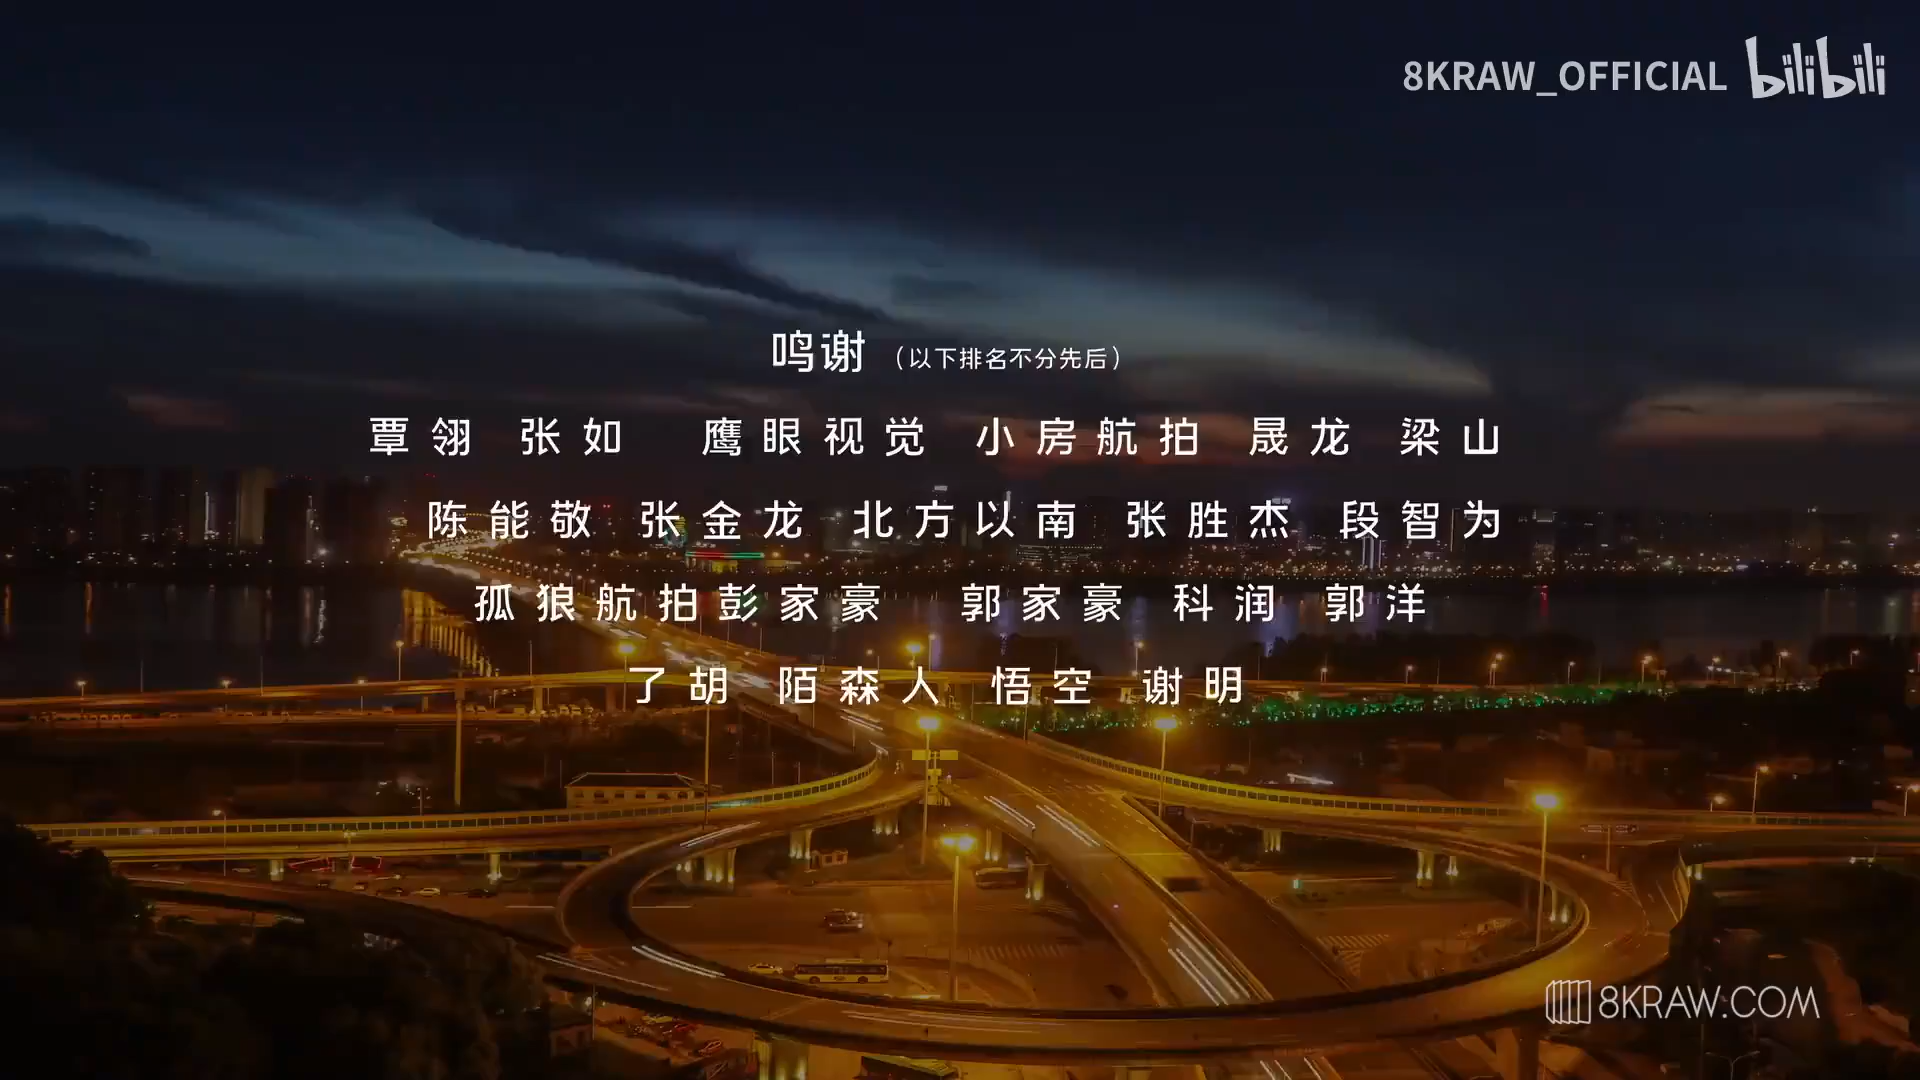 8KRAW_OFFICIAL bilibili
鸣谢 （以下排名不分先后）
覃翎 张如 鹰眼视觉 小房航拍 晟龙 梁山
陈能敬 张金龙 北方以南 张胜杰 段智为
孤狼航拍彭家豪 郭家豪 科润 郭洋
了胡 陌森人 悟空 谢明
8KRAW.COM